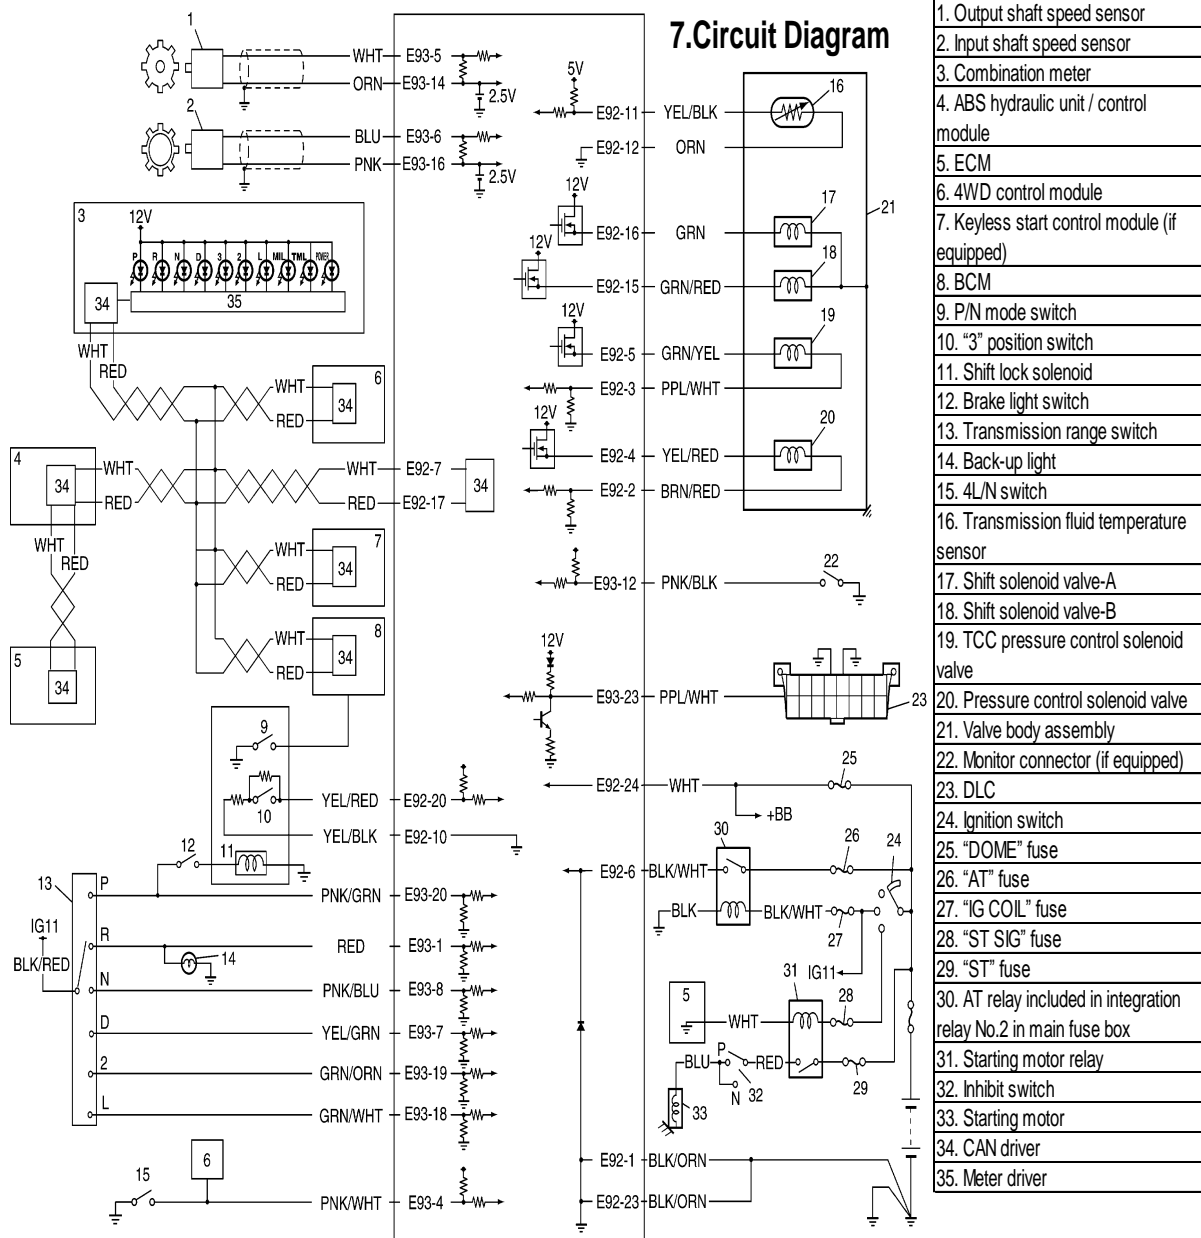 7.Circuit Diagram
1
WHT E93-5
ORN E93-14
2.5V
2
BLU E93-6
PNK E93-16
2.5V
3
12V
P R N D 3 2 L MIL TML POWER
34
35
WHT
RED
WHT
RED
34
6
4
34
WHT
RED
WHT E92-7
RED E92-17
34
WHT
RED
WHT
RED
34
7
5
34
WHT
RED
34
8
9
10
YEL/RED E92-20
YEL/BLK E92-10
11
12
13
IG11
BLK/RED
P
PNK/GRN E93-20
R
RED E93-1
14
N
PNK/BLU E93-8
D
YEL/GRN E93-7
2
GRN/ORN E93-19
L
GRN/WHT E93-18
15
6
PNK/WHT E93-4
5V
16
E92-11 YEL/BLK
E92-12 ORN
12V
17
21
E92-16 GRN
12V
18
E92-15 GRN/RED
12V
19
E92-5 GRN/YEL
E92-3 PPL/WHT
12V
20
E92-4 YEL/RED
E92-2 BRN/RED
22
E93-12 PNK/BLK
12V
E93-23 PPL/WHT
23
E92-24 WHT
25
+BB
30
26
24
E92-6 BLK/WHT
BLK
BLK/WHT
27
IG11
31
28
5
WHT
BLU
P
RED
N
32
29
33
E92-1 BLK/ORN
E92-23 BLK/ORN
1. Output shaft speed sensor
2. Input shaft speed sensor
3. Combination meter
4. ABS hydraulic unit / control
module
5. ECM
6. 4WD control module
7. Keyless start control module (if
equipped)
8. BCM
9. P/N mode switch
10. “3” position switch
11. Shift lock solenoid
12. Brake light switch
13. Transmission range switch
14. Back-up light
15. 4L/N switch
16. Transmission fluid temperature
sensor
17. Shift solenoid valve-A
18. Shift solenoid valve-B
19. TCC pressure control solenoid
valve
20. Pressure control solenoid valve
21. Valve body assembly
22. Monitor connector (if equipped)
23. DLC
24. Ignition switch
25. “DOME” fuse
26. “AT” fuse
27. “IG COIL” fuse
28. “ST SIG” fuse
29. “ST” fuse
30. AT relay included in integration
relay No.2 in main fuse box
31. Starting motor relay
32. Inhibit switch
33. Starting motor
34. CAN driver
35. Meter driver